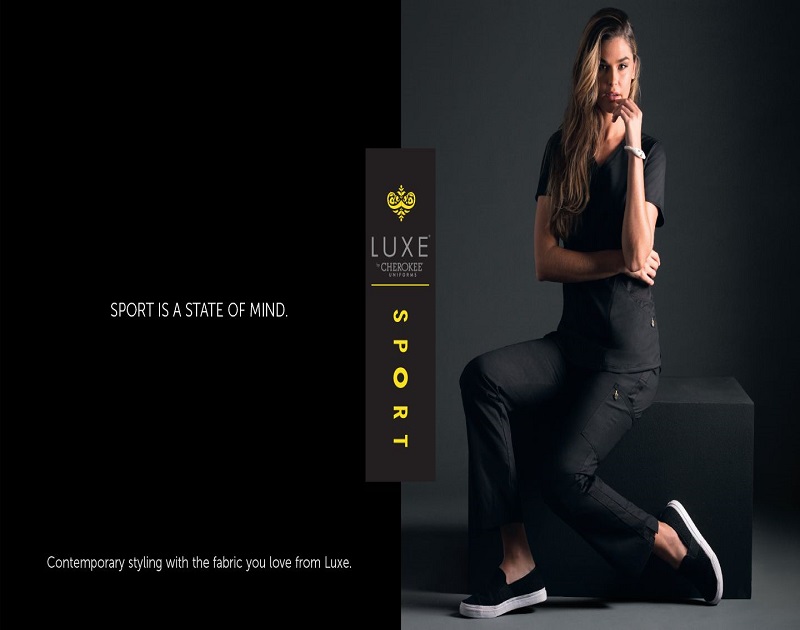 SPORT IS A STATE OF MIND.
Contemporary styling with the fabric you love from Luxe.
LUXE
by CHEROKEE
UNIFORMS
SPORT